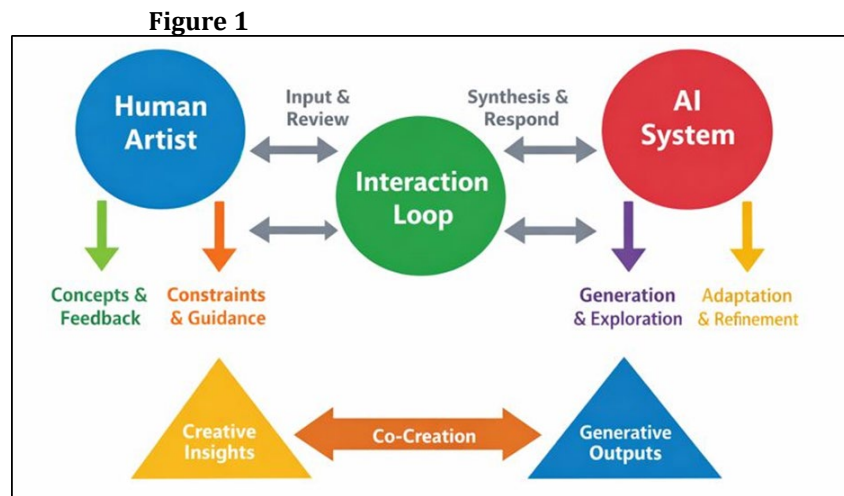 Figure 1
Human
Artist
Input &
Review
Interaction
Loop
Synthesis &
Respond
AI
System
Concepts &
Feedback
Constraints
& Guidance
Generation
& Exploration
Adaptation
& Refinement
Creative
Insights
Co-Creation
Generative
Outputs